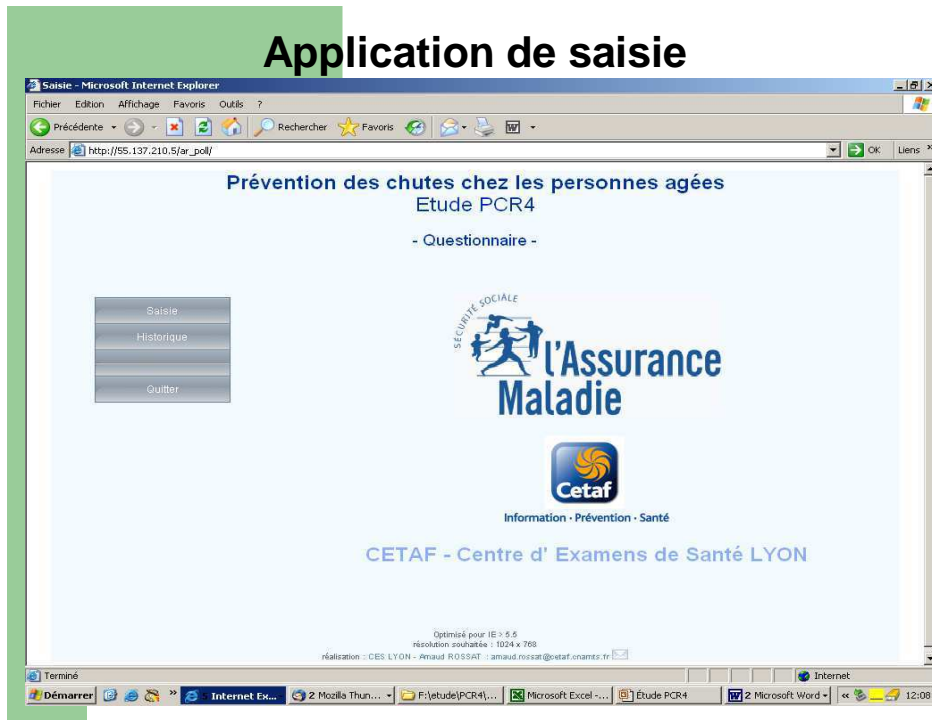 Application de saisie
Saisie - Microsoft Internet Explorer
Fichier Edition Affichage Favoris Outils ?
Précédente Rechercher Favoris
Adresse http://55.137.210.5/ar_poll/ OK Liens »
Prévention des chutes chez les personnes agées
Etude PCR4
- Questionnaire -
Saisie
Historique
Quitter
SÉCURITÉ SOCIALE
l'Assurance
Maladie
Cetaf
Information · Prévention · Santé
CETAF - Centre d' Examens de Santé LYON
Optimisé pour IE > 5.5
résolution souhaitée : 1024 x 768
réalisation : CES LYON - Arnaud ROSSAT : arnaud.rossat@cetaf.cnamts.fr
Terminé Internet
Démarrer » 5 Internet Ex... 2 Mozilla Thun... F:\etude\PCR4\... Microsoft Excel -... Étude PCR4 2 Microsoft Word « 12:08